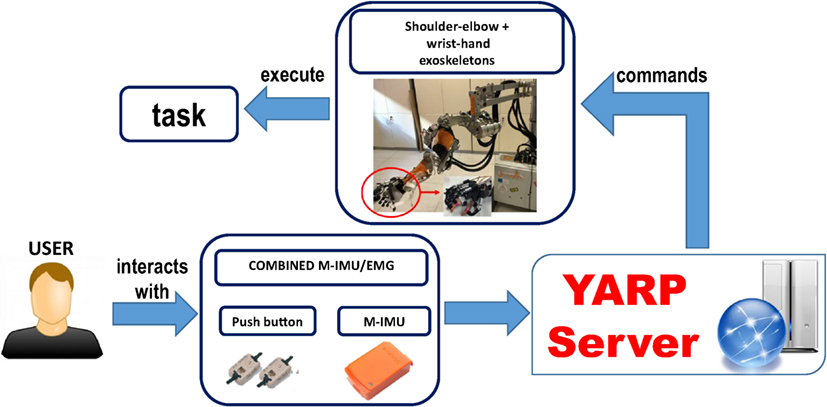 Shoulder-elbow +
wrist-hand
exoskeletons
execute
commands
task
USER
interacts
with
COMBINED M-IMU/EMG
Push button
M-IMU
YARP
Server